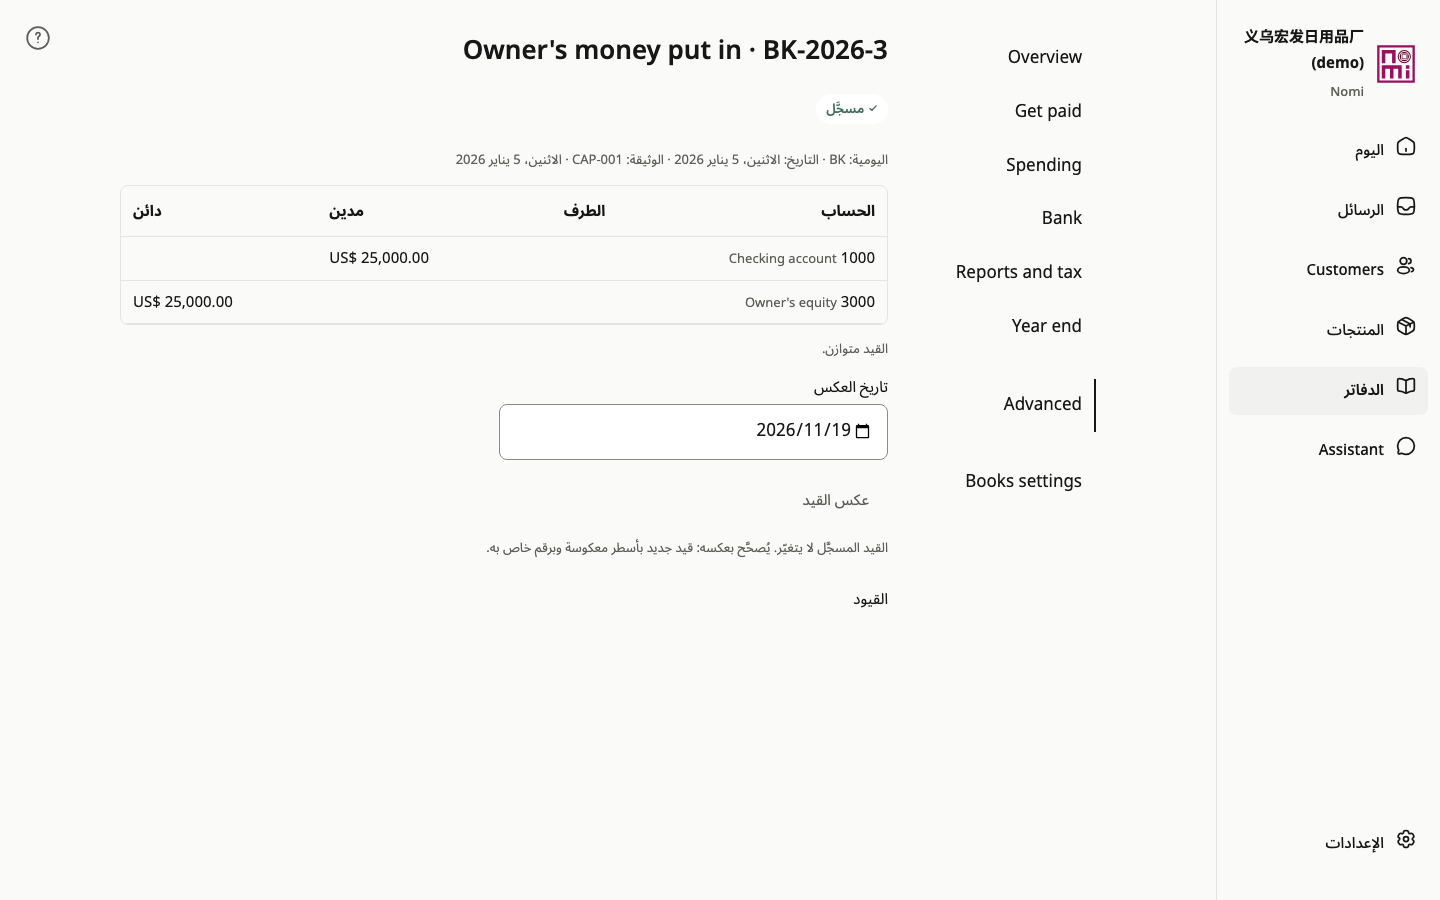 义乌宏发日用品厂
(demo)
Nomi
اليوم
الرسائل
Customers
المنتجات
الدفاتر
Assistant
الإعدادات
Overview
Get paid
Spending
Bank
Reports and tax
Year end
Advanced
Books settings
Owner's money put in · BK-2026-3
مسجَّل
اليومية: BK · التاريخ: الاثنين، 5 يناير 2026 · الوثيقة: CAP-001 · الاثنين، 5 يناير 2026
الحساب الطرف مدين دائن
1000 Checking account US$ 25,000.00
3000 Owner's equity US$ 25,000.00
القيد متوازن.
تاريخ العكس
2026/11/19
عكس القيد
القيد المسجَّل لا يتغيّر. يُصحَّح بعكسه: قيد جديد بأسطر معكوسة وبرقم خاص به.
القيود